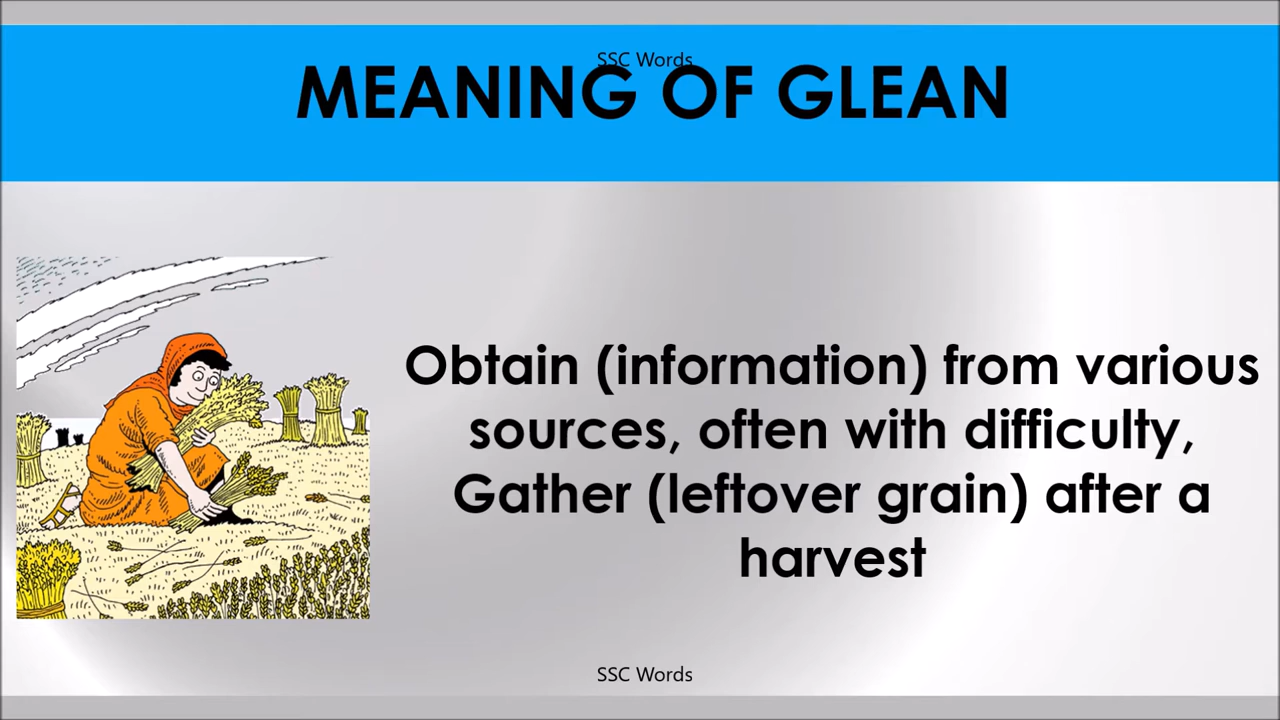 SSC Words
MEANING OF GLEAN
Obtain (information) from various
sources, often with difficulty,
Gather (leftover grain) after a
harvest
SSC Words